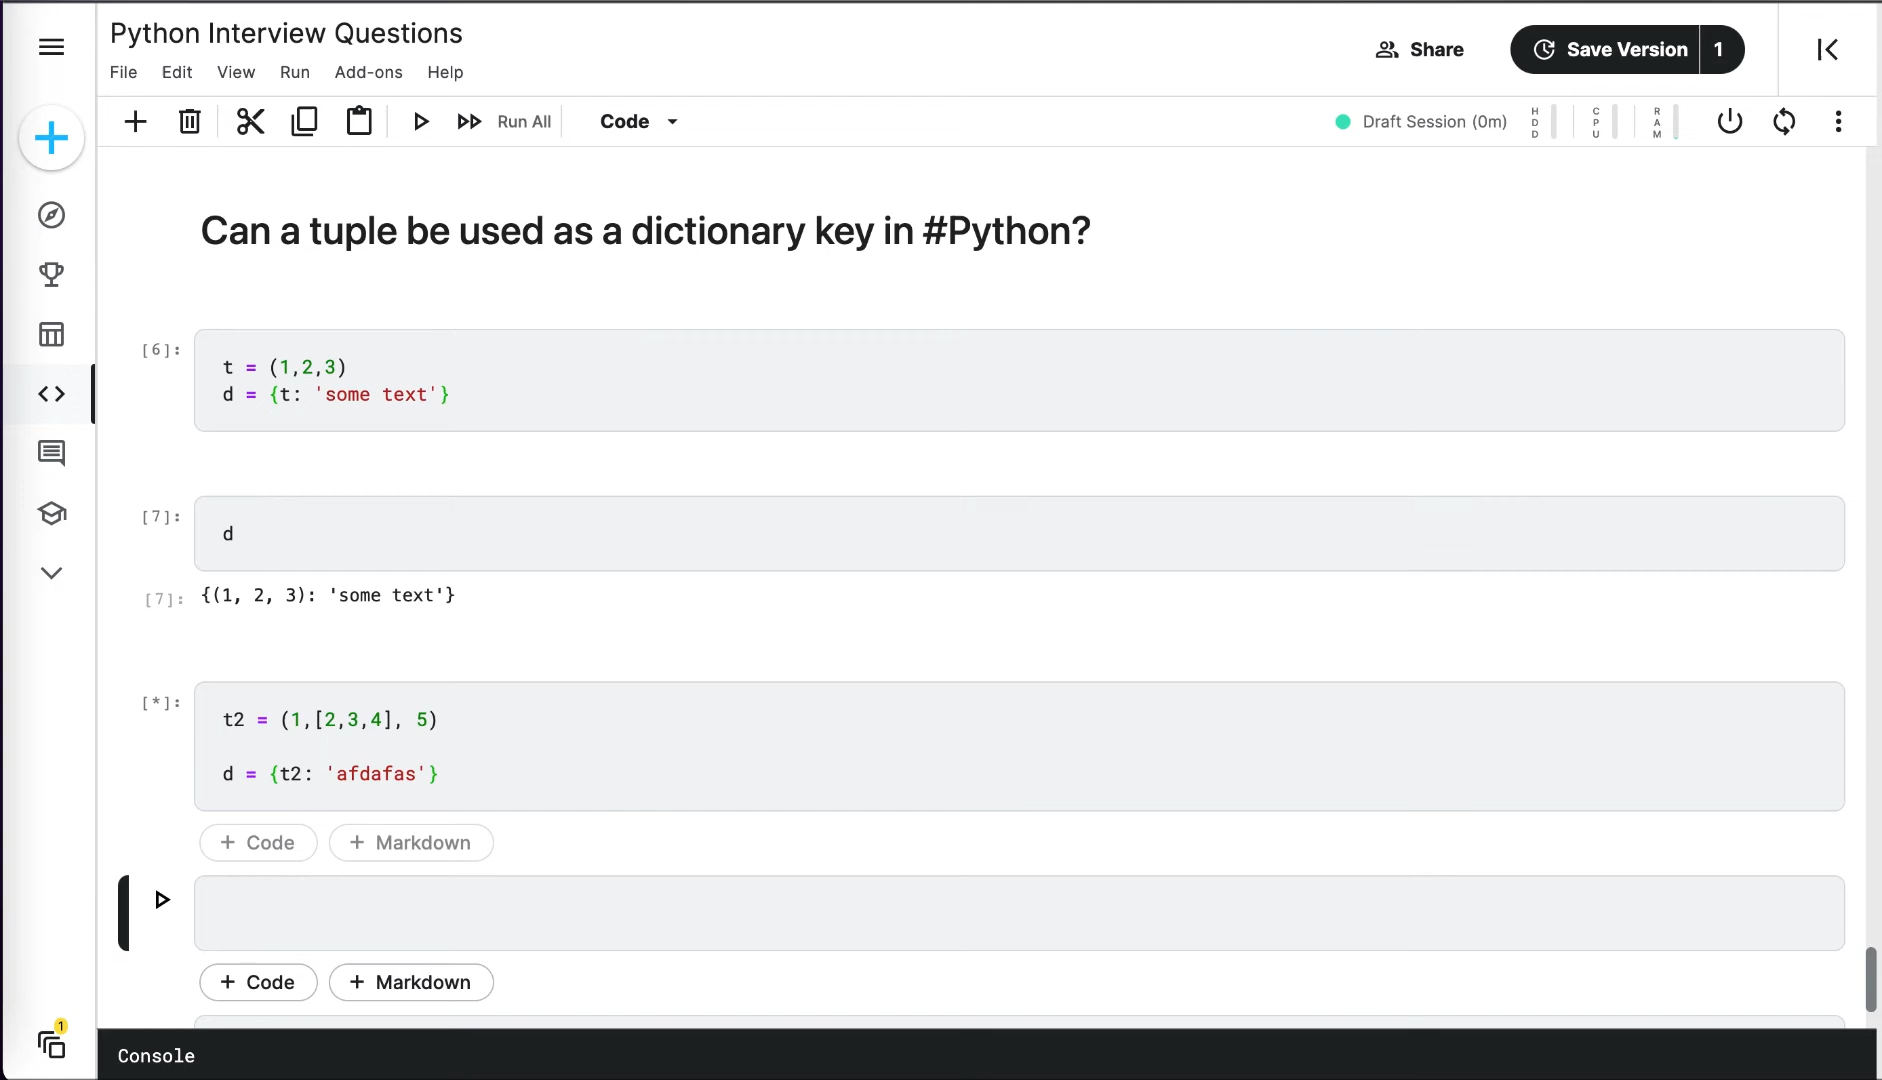 Python Interview Questions
File Edit View Run Add-ons Help
Share
Save Version 1
Run All
Code
Draft Session (0m)
HDD
CPU
RAM
Can a tuple be used as a dictionary key in #Python?
[6]:
t = (1,2,3)
d = {t: 'some text'}
[7]:
d
[7]: {(1, 2, 3): 'some text'}
[*]:
t2 = (1,[2,3,4], 5)
d = {t2: 'afdafas'}
+ Code + Markdown
+ Code + Markdown
1
Console